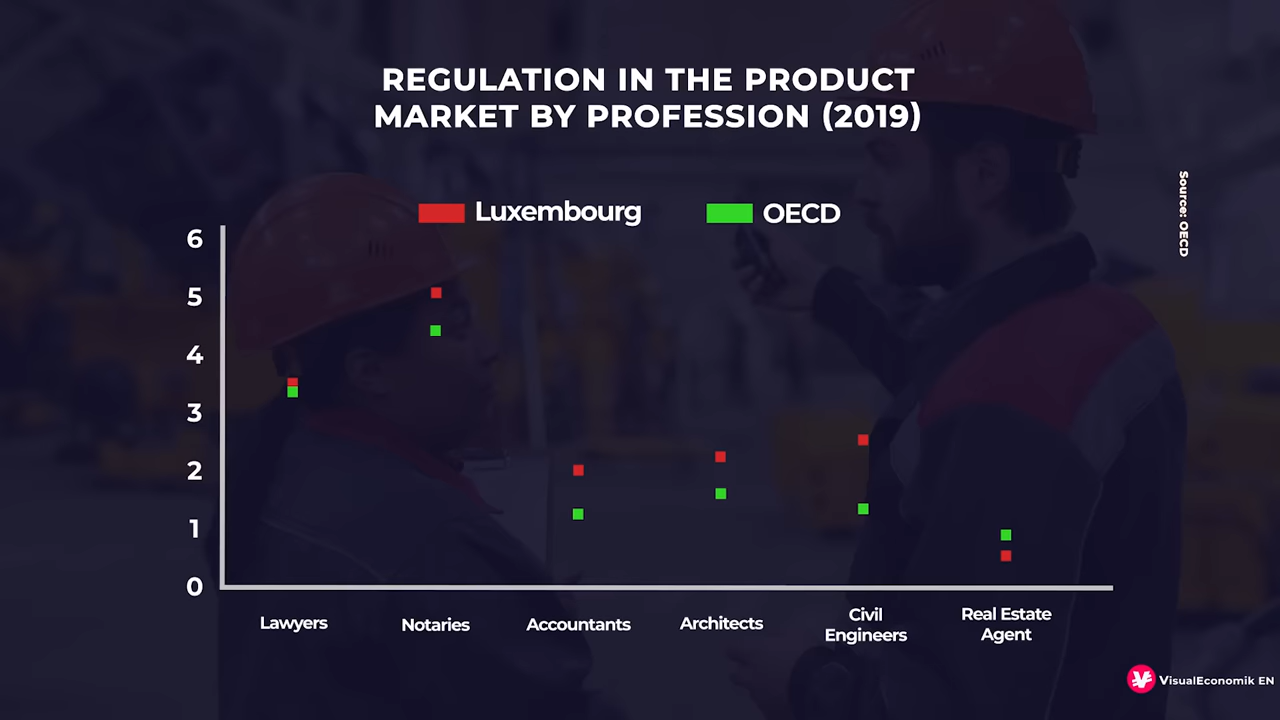 REGULATION IN THE PRODUCT
MARKET BY PROFESSION (2019)
Luxembourg
OECD
Source: OECD
6
5
4
3
2
1
0
Lawyers
Notaries
Accountants
Architects
Civil
Engineers
Real Estate
Agent
VisualEconomik EN